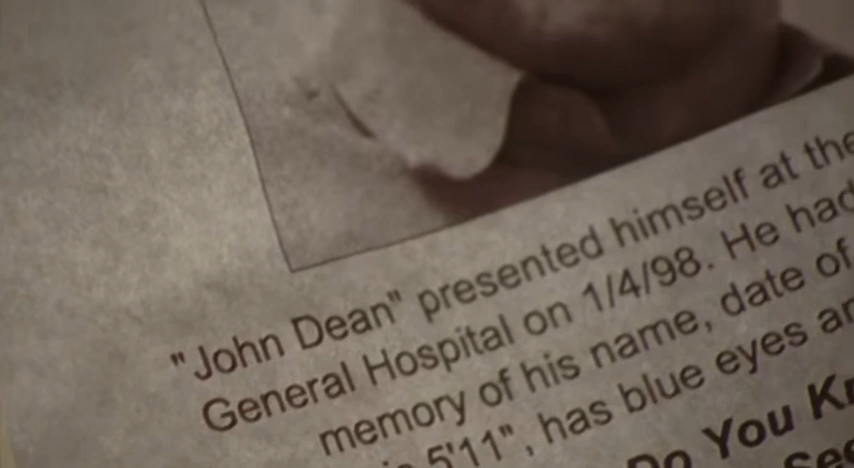 "John Dean" presented himself at the
General Hospital on 1/4/98. He had
memory of his name, date of
5'11", has blue eyes
Do You